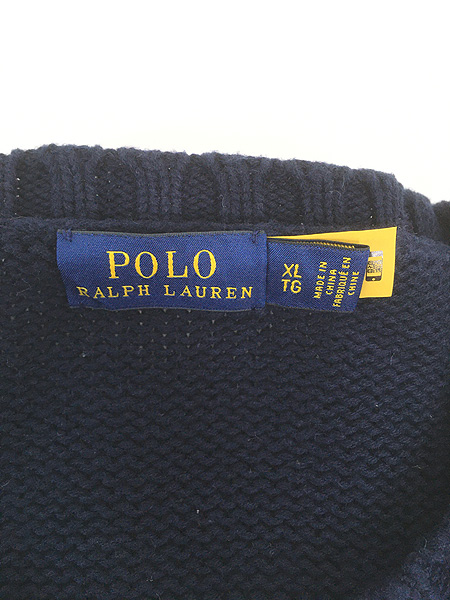 POLO
RALPH LAUREN
XL
TG
MADE IN
CHINA
FABRIQUÉ EN
CHINE